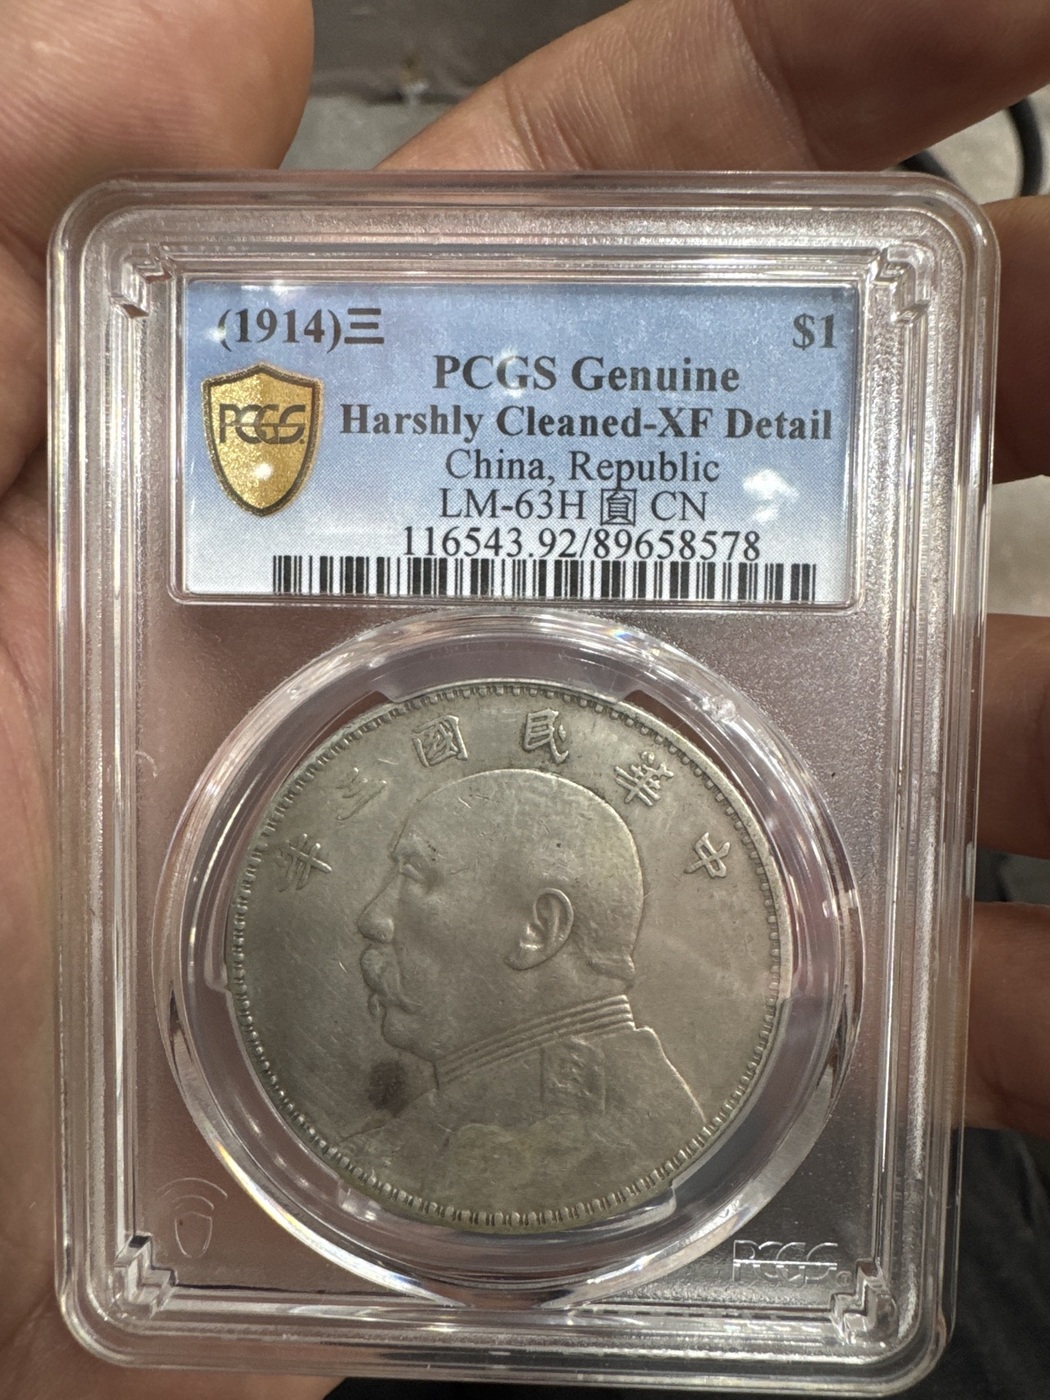 (1914)三 $1
PCGS Genuine
PCGS
Harshly Cleaned-XF Detail
China, Republic
LM-63H 圓 CN
116543.92/89658578
中華民國三年
PCGS